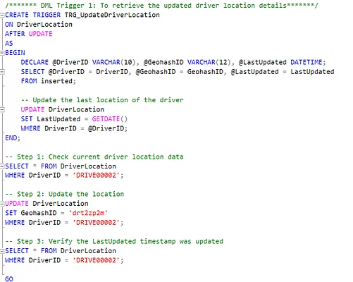 /******* DML Trigger 1: To retrieve the updated driver location details*******/
CREATE TRIGGER TRG_UpdateDriverLocation
ON DriverLocation
AFTER UPDATE
AS
BEGIN
DECLARE @DriverID VARCHAR(10), @GeohashID VARCHAR(12), @LastUpdated DATETIME;
SELECT @DriverID = DriverID, @GeohashID = GeohashID, @LastUpdated = LastUpdated
FROM inserted;
-- Update the last location of the driver
UPDATE DriverLocation
SET LastUpdated = GETDATE()
WHERE DriverID = @DriverID;
END;
-- Step 1: Check current driver location data
SELECT * FROM DriverLocation
WHERE DriverID = 'DRIVE00002';
-- Step 2: Update the location
UPDATE DriverLocation
SET GeohashID = 'drt2zp2m'
WHERE DriverID = 'DRIVE00002';
-- Step 3: Verify the LastUpdated timestamp was updated
SELECT * FROM DriverLocation
WHERE DriverID = 'DRIVE00002';
GO